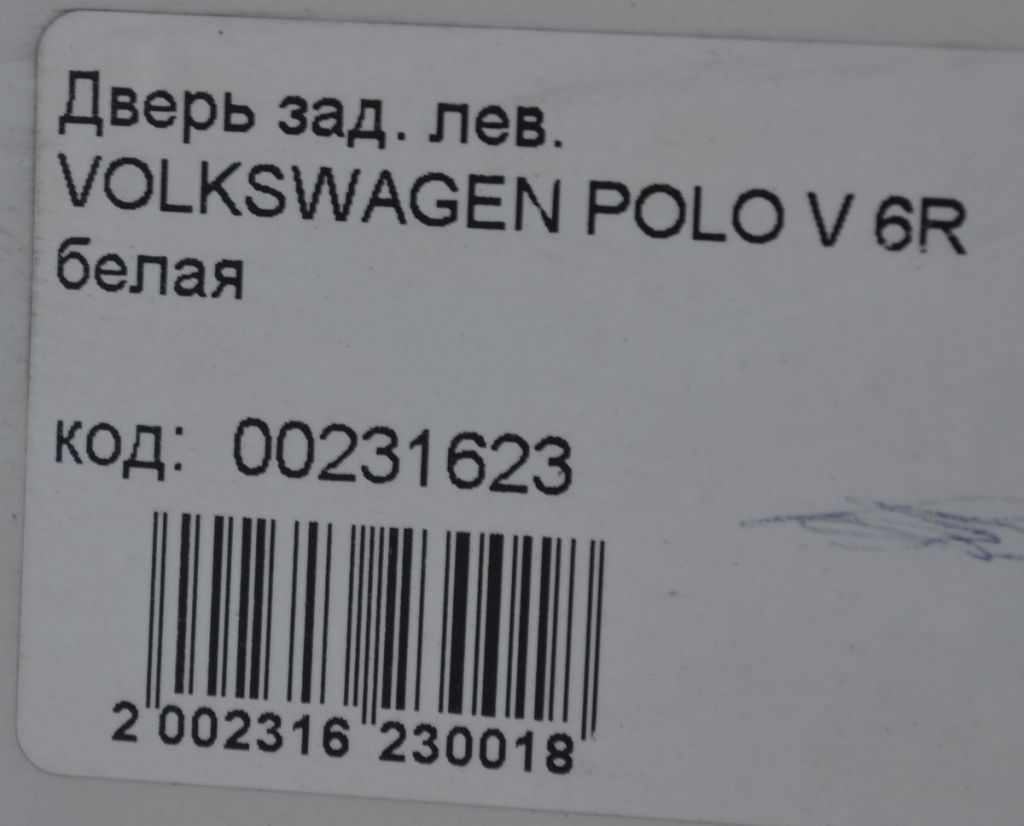 Дверь зад. лев.
VOLKSWAGEN POLO V 6R
белая
код: 00231623
2 002316 230018